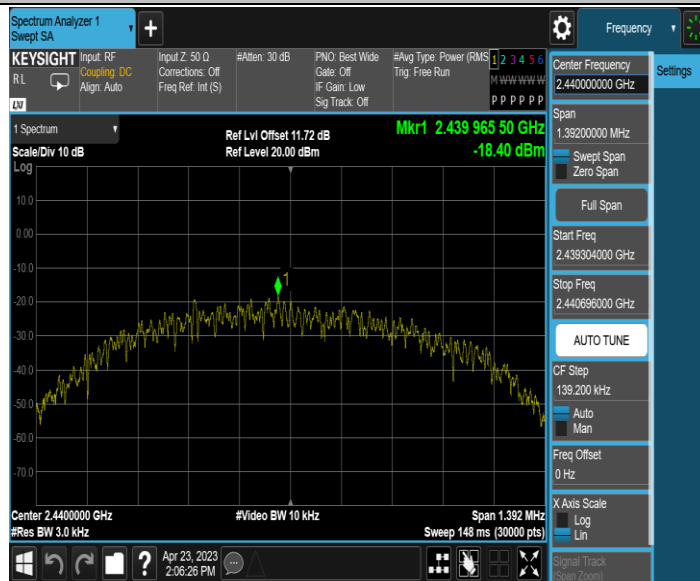 Spectrum Analyzer 1
Swept SA
Frequency
KEYSIGHT
RL
LXI
Input: RF
Coupling: DC
Align: Auto
Input Z: 50 Ω
Corrections: Off
Freq Ref: Int (S)
#Atten: 30 dB
PNO: Best Wide
Gate: Off
IF Gain: Low
Sig Track: Off
#Avg Type: Power (RMS
Trig: Free Run
1 2 3 4 5 6
M W W W W W
P P P P P P
Center Frequency
2.440000000 GHz
Settings
Span
1.39200000 MHz
Swept Span
Zero Span
Full Span
Start Freq
2.439304000 GHz
Stop Freq
2.440696000 GHz
AUTO TUNE
CF Step
139.200 kHz
Auto
Man
Freq Offset
0 Hz
X Axis Scale
Log
Lin
Signal Track
(Span Zoom)
1 Spectrum
Scale/Div 10 dB
Ref Lvl Offset 11.72 dB
Ref Level 20.00 dBm
Mkr1 2.439 965 50 GHz
-18.40 dBm
Log
10.0
0.00
-10.0
-20.0
-30.0
-40.0
-50.0
-60.0
-70.0
1
Center 2.4400000 GHz
#Video BW 10 kHz
Span 1.392 MHz
#Res BW 3.0 kHz
Sweep 148 ms (30000 pts)
?
Apr 23, 2023
2:06:26 PM